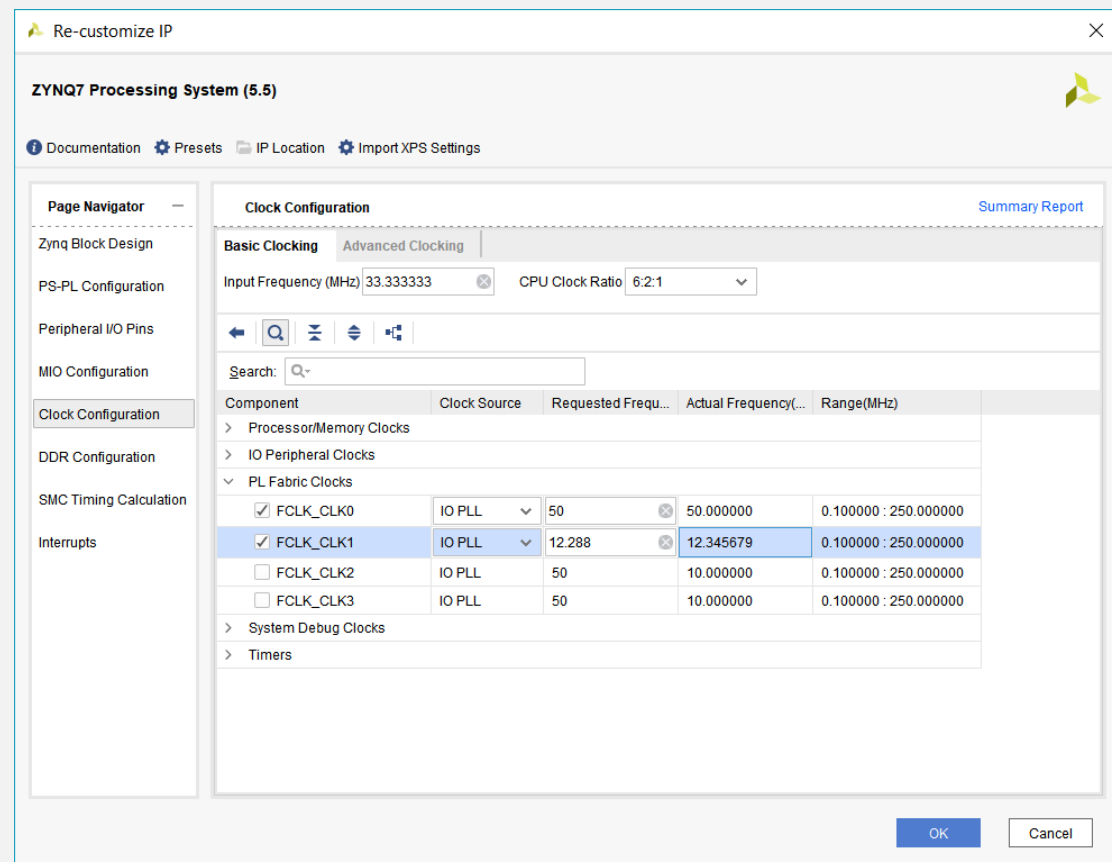 Re-customize IP
ZYNQ7 Processing System (5.5)
Documentation Presets IP Location Import XPS Settings
Page Navigator
Zynq Block Design
PS-PL Configuration
Peripheral I/O Pins
MIO Configuration
Clock Configuration
DDR Configuration
SMC Timing Calculation
Interrupts
Clock Configuration Summary Report
Basic Clocking Advanced Clocking
Input Frequency (MHz) 33.333333 CPU Clock Ratio 6:2:1
Search:
Component Clock Source Requested Frequ... Actual Frequency(... Range(MHz)
Processor/Memory Clocks
IO Peripheral Clocks
PL Fabric Clocks
FCLK_CLK0 IO PLL 50 50.000000 0.100000 : 250.000000
FCLK_CLK1 IO PLL 12.288 12.345679 0.100000 : 250.000000
FCLK_CLK2 IO PLL 50 10.000000 0.100000 : 250.000000
FCLK_CLK3 IO PLL 50 10.000000 0.100000 : 250.000000
System Debug Clocks
Timers
OK Cancel